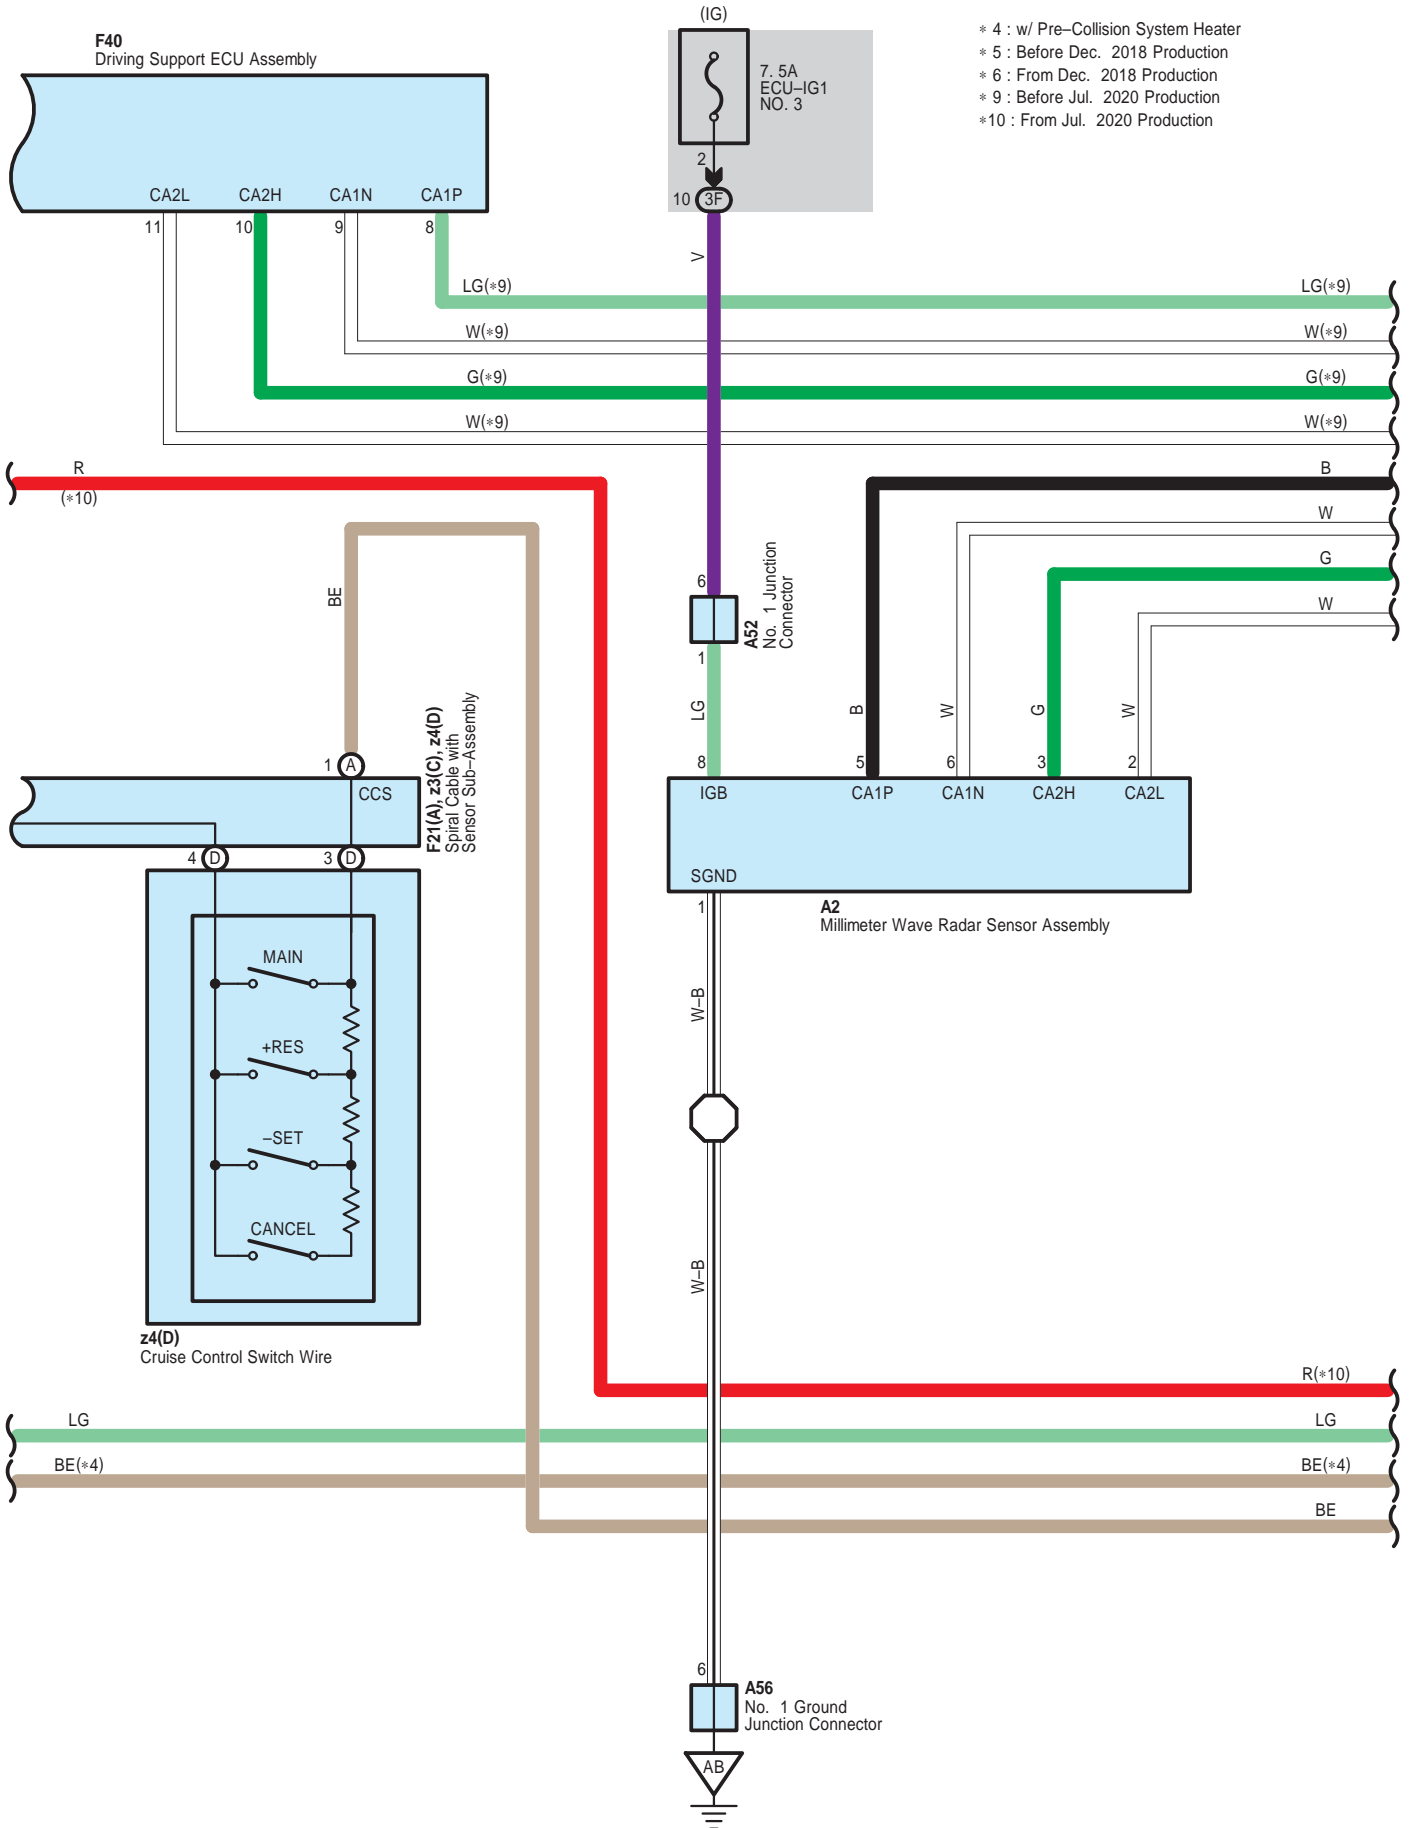 (IG)
∗ 4 : w/ Pre–Collision System Heater
∗ 5 : Before Dec. 2018 Production
∗ 6 : From Dec. 2018 Production
∗ 9 : Before Jul. 2020 Production
∗10 : From Jul. 2020 Production
F40
Driving Support ECU Assembly
7. 5A
ECU–IG1
NO. 3
2
10
3F
CA2L
CA2H
CA1N
CA1P
11
10
9
8
V
LG(∗9)
LG(∗9)
W(∗9)
W(∗9)
G(∗9)
G(∗9)
W(∗9)
W(∗9)
R
(∗10)
B
W
G
W
BE
6
A52
No. 1 Junction
Connector
1
LG
B
W
G
W
8
5
6
3
2
IGB
CA1P
CA1N
CA2H
CA2L
SGND
1
A2
Millimeter Wave Radar Sensor Assembly
1
A
CCS
F21(A), z3(C), z4(D)
Spiral Cable with
Sensor Sub–Assembly
4
D
3
D
MAIN
+RES
–SET
CANCEL
z4(D)
Cruise Control Switch Wire
W–B
W–B
R(∗10)
LG
LG
BE(∗4)
BE(∗4)
BE
6
A56
No. 1 Ground
Junction Connector
AB